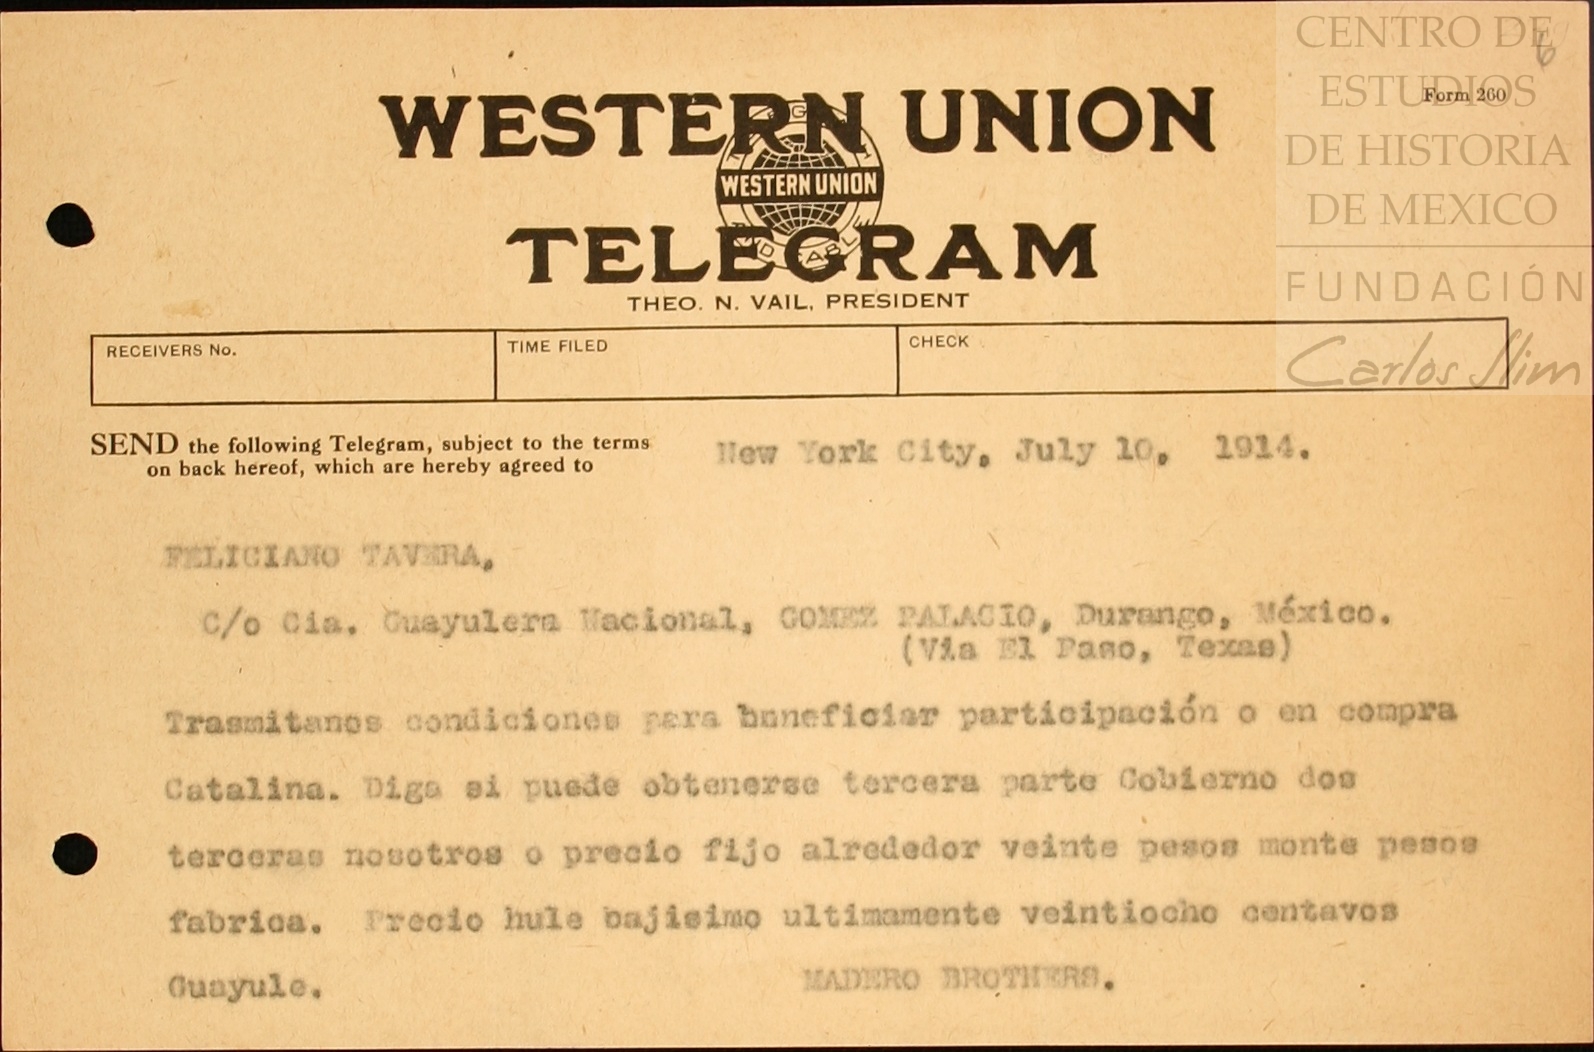 CENTRO DE
ESTUDIOS
DE HISTORIA
DE MEXICO
FUNDACIÓN
Carlos Slim
6
Form 260
WESTERN UNION
WESTERN UNION
TELEGRAM
THEO. N. VAIL, PRESIDENT
RECEIVERS No.
TIME FILED
CHECK
SEND the following Telegram, subject to the terms
on back hereof, which are hereby agreed to
New York City, July 10, 1914.
FELICIANO TAVERA,
C/o Cia. Guayulera Nacional, GOMEZ PALACIO, Durango, México.
(Via El Paso, Texas)
Trasmitanos condiciones para beneficiar participación o en compra
Catalina. Diga si puede obtenerse tercera parte Gobierno dos
terceras nosotros o precio fijo alrededor veinte pesos monte pesos
fabrica. Precio hule bajisimo ultimamente veintiocho centavos
Guayule.
MADERO BROTHERS.